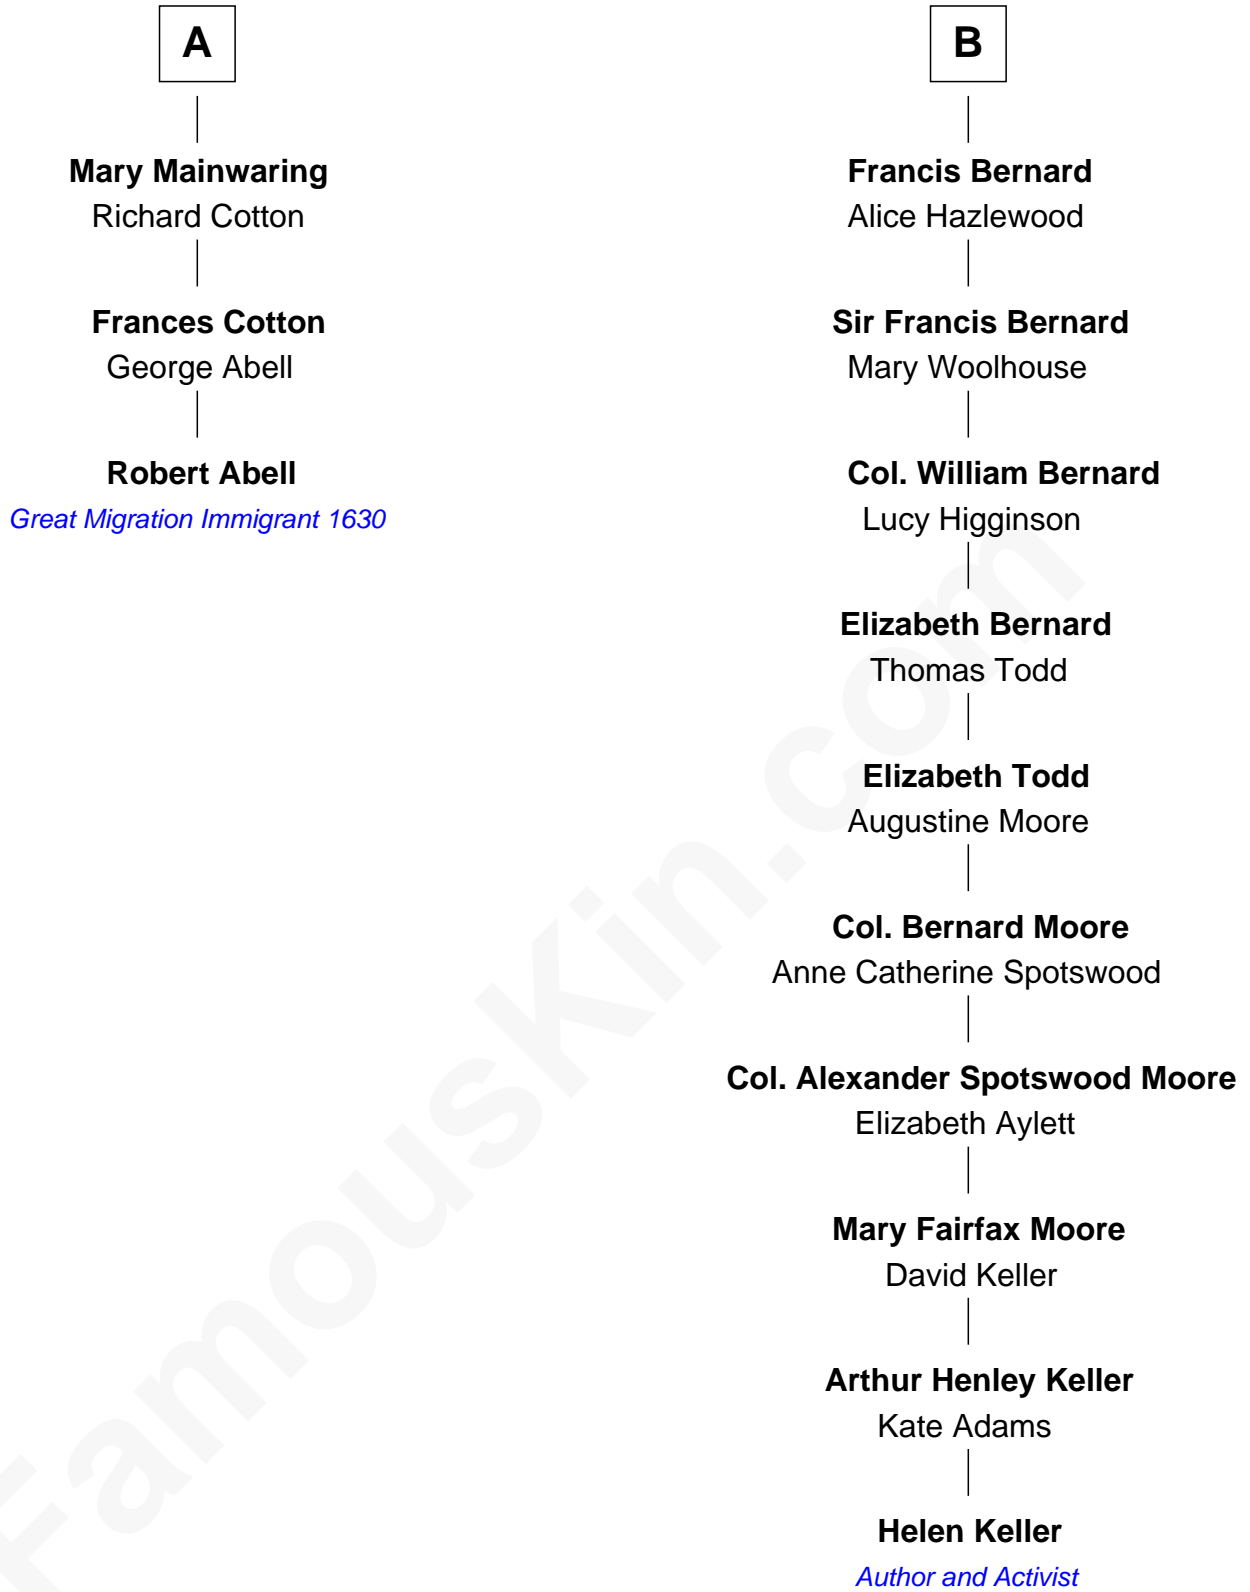 A
Mary Mainwaring
Richard Cotton
Frances Cotton
George Abell
Robert Abell
Great Migration Immigrant 1630
B
Francis Bernard
Alice Hazlewood
Sir Francis Bernard
Mary Woolhouse
Col. William Bernard
Lucy Higginson
Elizabeth Bernard
Thomas Todd
Elizabeth Todd
Augustine Moore
Col. Bernard Moore
Anne Catherine Spotswood
Col. Alexander Spotswood Moore
Elizabeth Aylett
Mary Fairfax Moore
David Keller
Arthur Henley Keller
Kate Adams
Helen Keller
Author and Activist
FamousKin.com